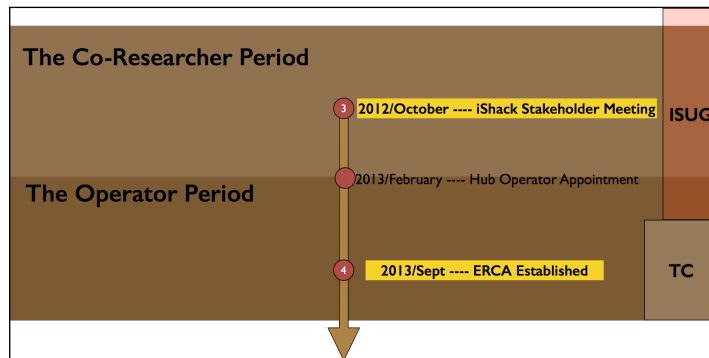 The Co-Researcher Period
3 2012/October ---- iShack Stakeholder Meeting
ISUG
2013/February ---- Hub Operator Appointment
The Operator Period
4 2013/Sept ---- ERCA Established
TC